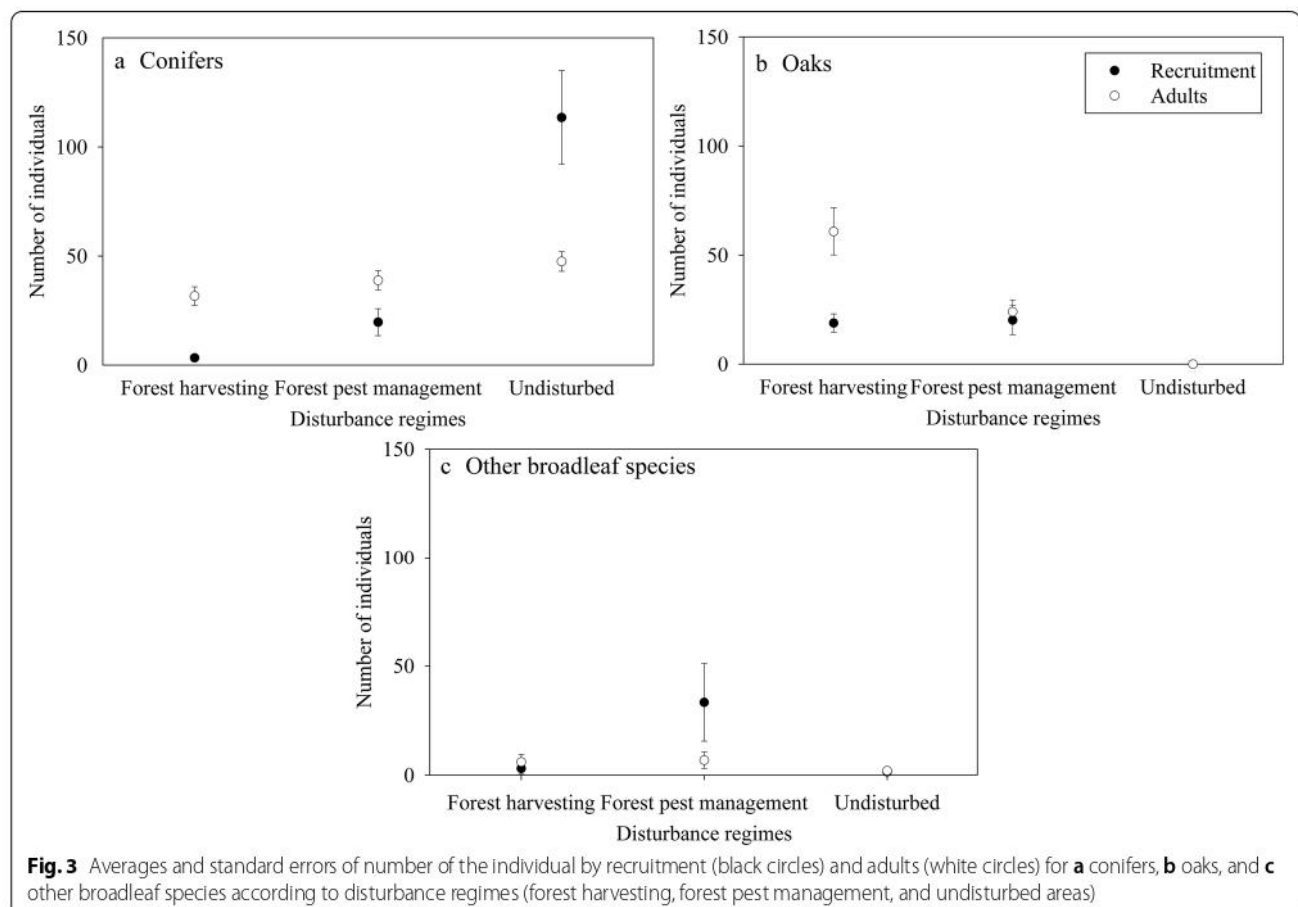 a Conifers
150
100
50
0
Number of individuals
Forest harvesting Forest pest management Undisturbed
Disturbance regimes
b Oaks
Recruitment
Adults
150
100
50
0
Number of individuals
Forest harvesting Forest pest management Undisturbed
Disturbance regimes
c Other broadleaf species
150
100
50
0
Number of individuals
Forest harvesting Forest pest management Undisturbed
Disturbance regimes
Fig. 3 Averages and standard errors of number of the individual by recruitment (black circles) and adults (white circles) for a conifers, b oaks, and c
other broadleaf species according to disturbance regimes (forest harvesting, forest pest management, and undisturbed areas)